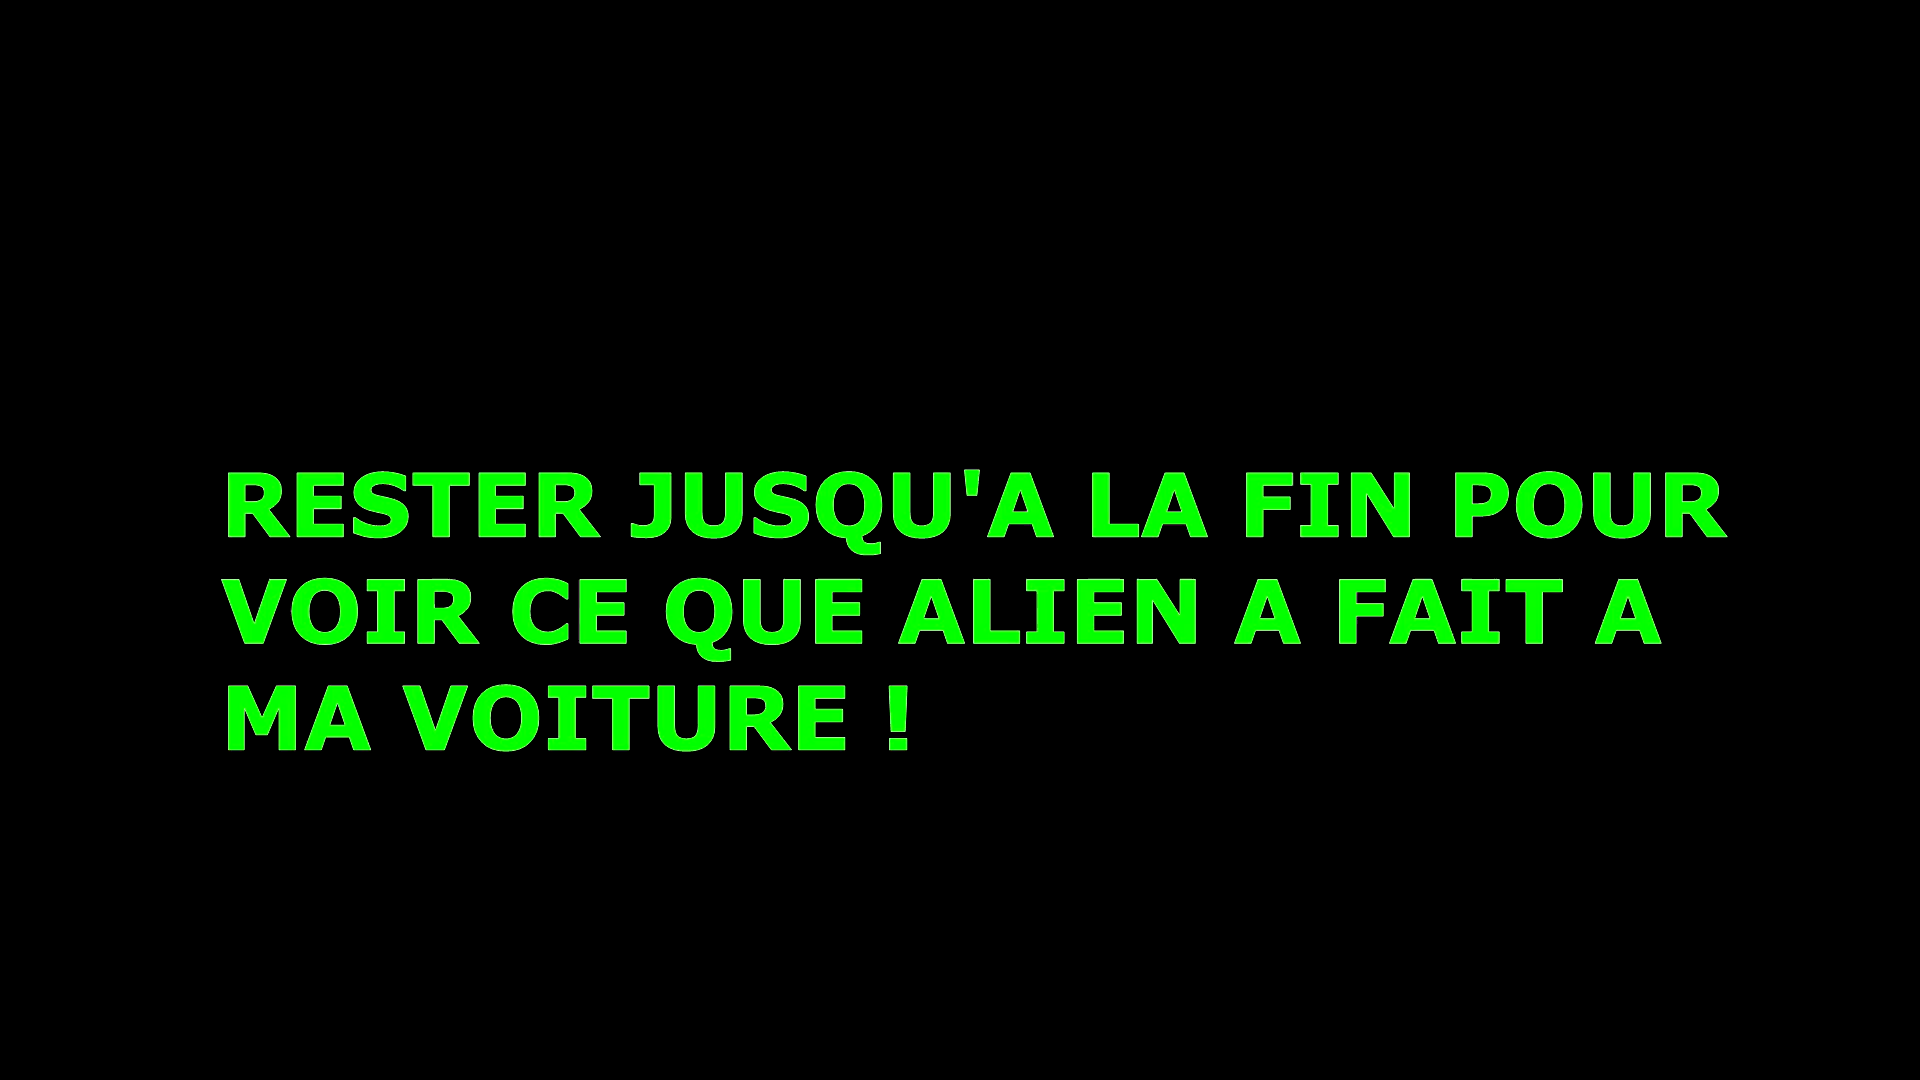 RESTER JUSQU'A LA FIN POUR
VOIR CE QUE ALIEN A FAIT A
MA VOITURE !